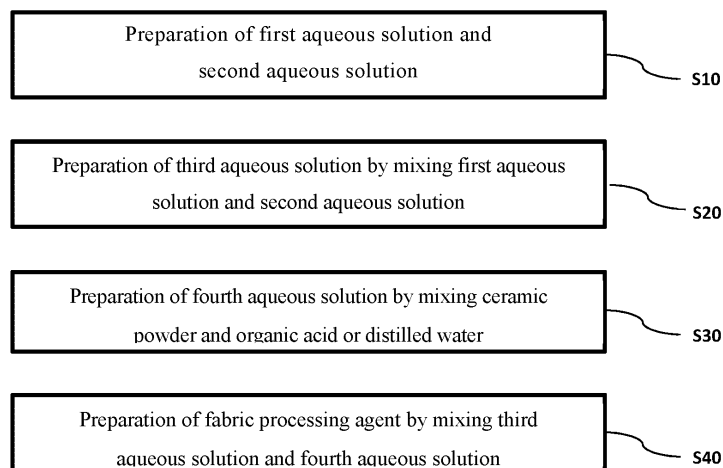 Preparation of first aqueous solution and
second aqueous solution
S10
Preparation of third aqueous solution by mixing first aqueous
solution and second aqueous solution
S20
Preparation of fourth aqueous solution by mixing ceramic
powder and organic acid or distilled water
S30
Preparation of fabric processing agent by mixing third
aqueous solution and fourth aqueous solution
S40